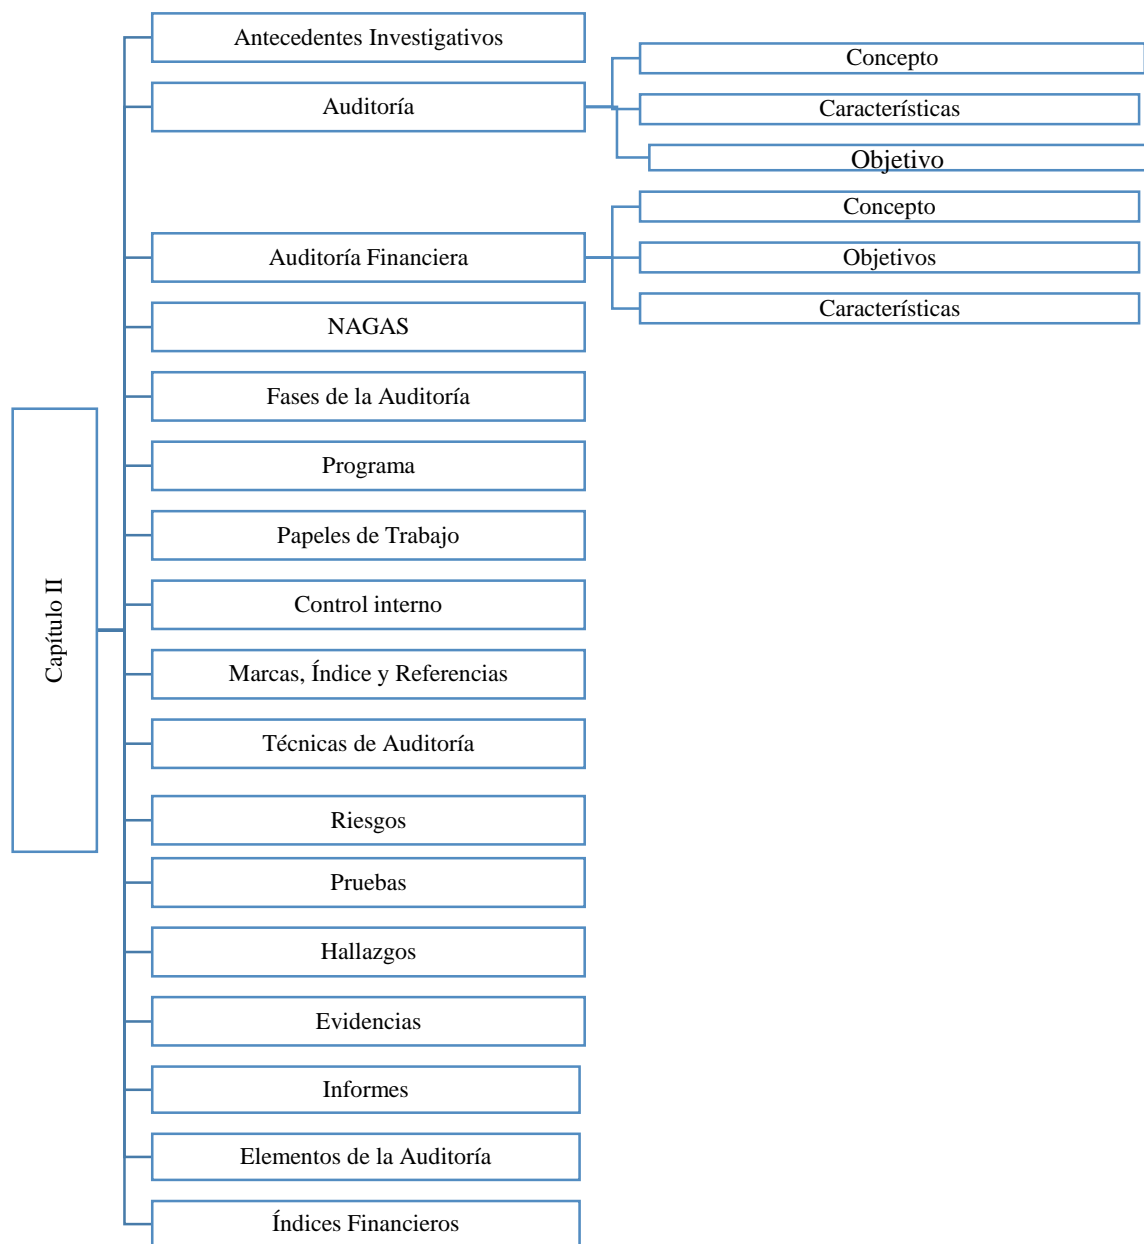 Capítulo II
Antecedentes Investigativos
Auditoría
Concepto
Característícas
Objetivo
Auditoría Financiera
Concepto
Objetivos
Característícas
NAGAS
Fases de la Auditoría
Programa
Papeles de Trabajo
Control interno
Marcas, Índice y Referencias
Técnicas de Auditoría
Riesgos
Pruebas
Hallazgos
Evidencias
Informes
Elementos de la Auditoría
Índices Financieros